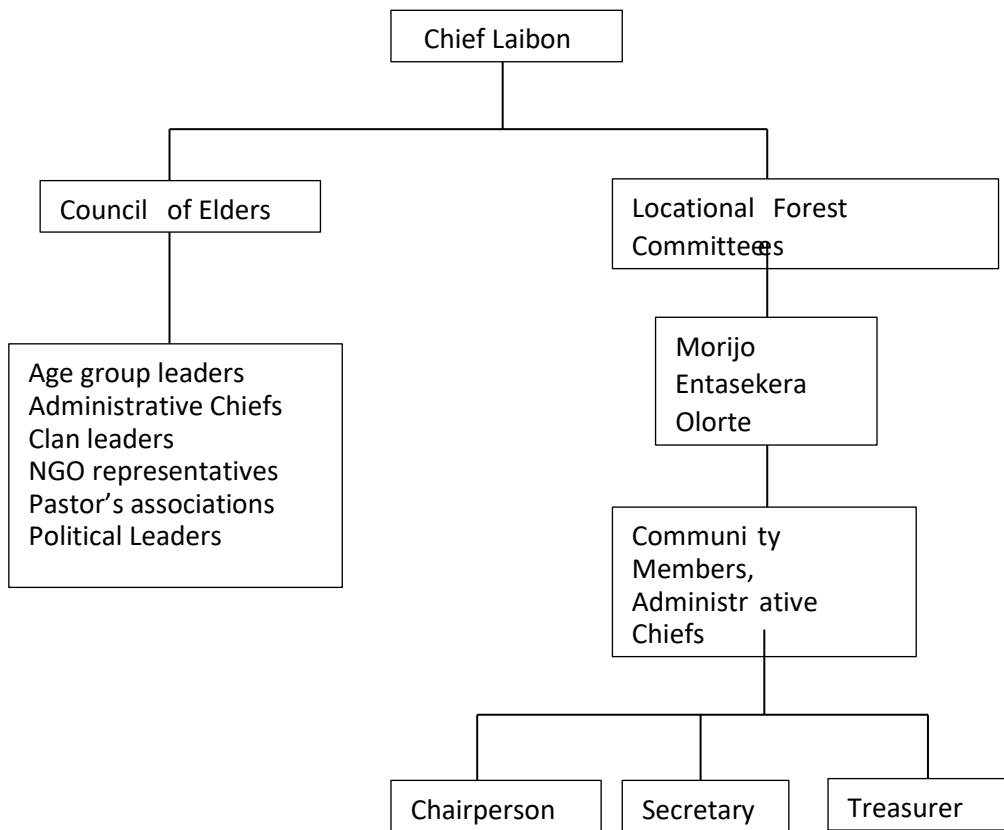 Chief Laibon
Council of Elders
Locational Forest
Committees
Age group leaders
Administrative Chiefs
Clan leaders
NGO representatives
Pastor’s associations
Political Leaders
Morijo
Entasekera
Olorte
Communi ty
Members,
Administr ative
Chiefs
Chairperson
Secretary
Treasurer